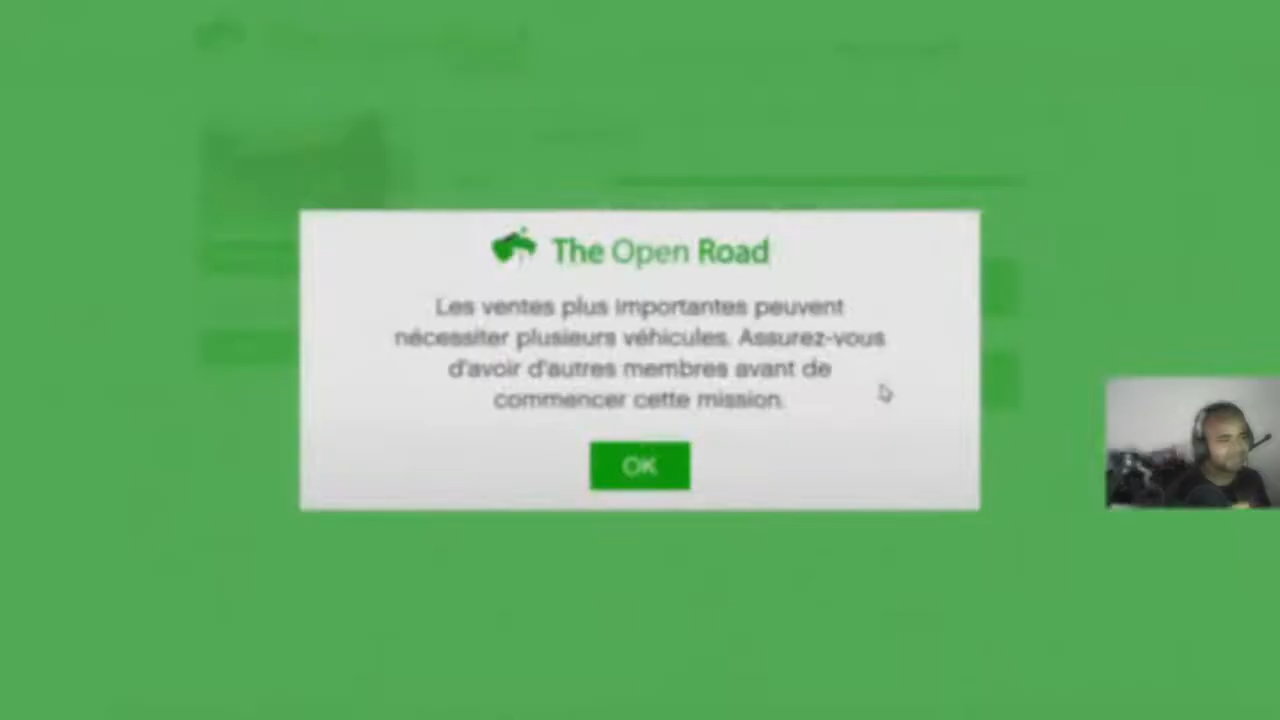 The Open Road
Les ventes plus importantes peuvent
nécessiter plusieurs véhicules. Assurez-vous
d'avoir d'autres membres avant de
commencer cette mission.
OK